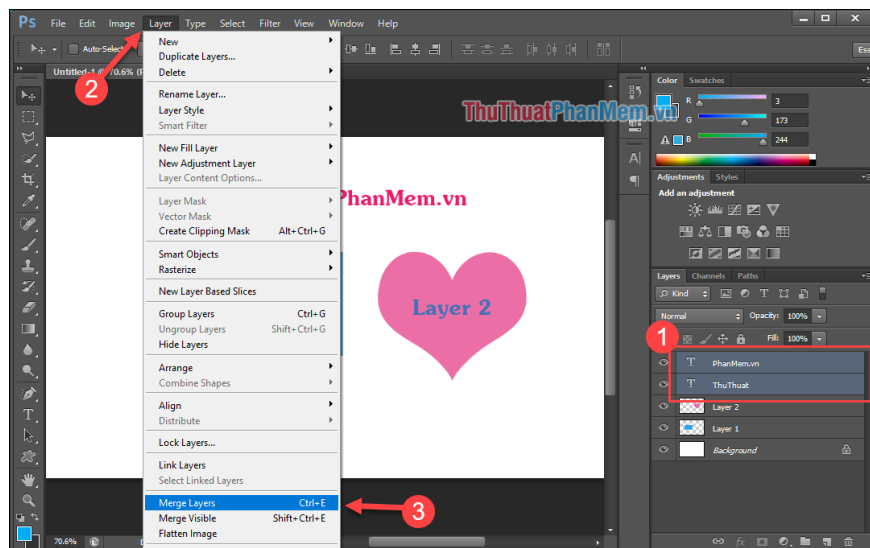 Ps File Edit Image Layer Type Select Filter View Window Help
Auto-Select
Ess
Untitled-1 @ 70.6% (P
2
New
Duplicate Layers...
Delete
Rename Layer...
Layer Style
Smart Filter
New Fill Layer
New Adjustment Layer
Layer Content Options...
Layer Mask
Vector Mask
Create Clipping Mask Alt+Ctrl+G
Smart Objects
Rasterize
New Layer Based Slices
Group Layers Ctrl+G
Ungroup Layers Shift+Ctrl+G
Hide Layers
Arrange
Combine Shapes
Align
Distribute
Lock Layers...
Link Layers
Select Linked Layers
Merge Layers Ctrl+E
Merge Visible Shift+Ctrl+E
Flatten Image
3
ThuThuatPhanMem.vn
PhanMem.vn
Layer 2
70.6%
Color Swatches
R 3
G 173
B 244
Adjustments Styles
Add an adjustment
Layers Channels Paths
Kind
Normal Opacity: 100%
1
Fill: 100%
T PhanMem.vn
T ThuThuat
Layer 2
Layer 1
Background